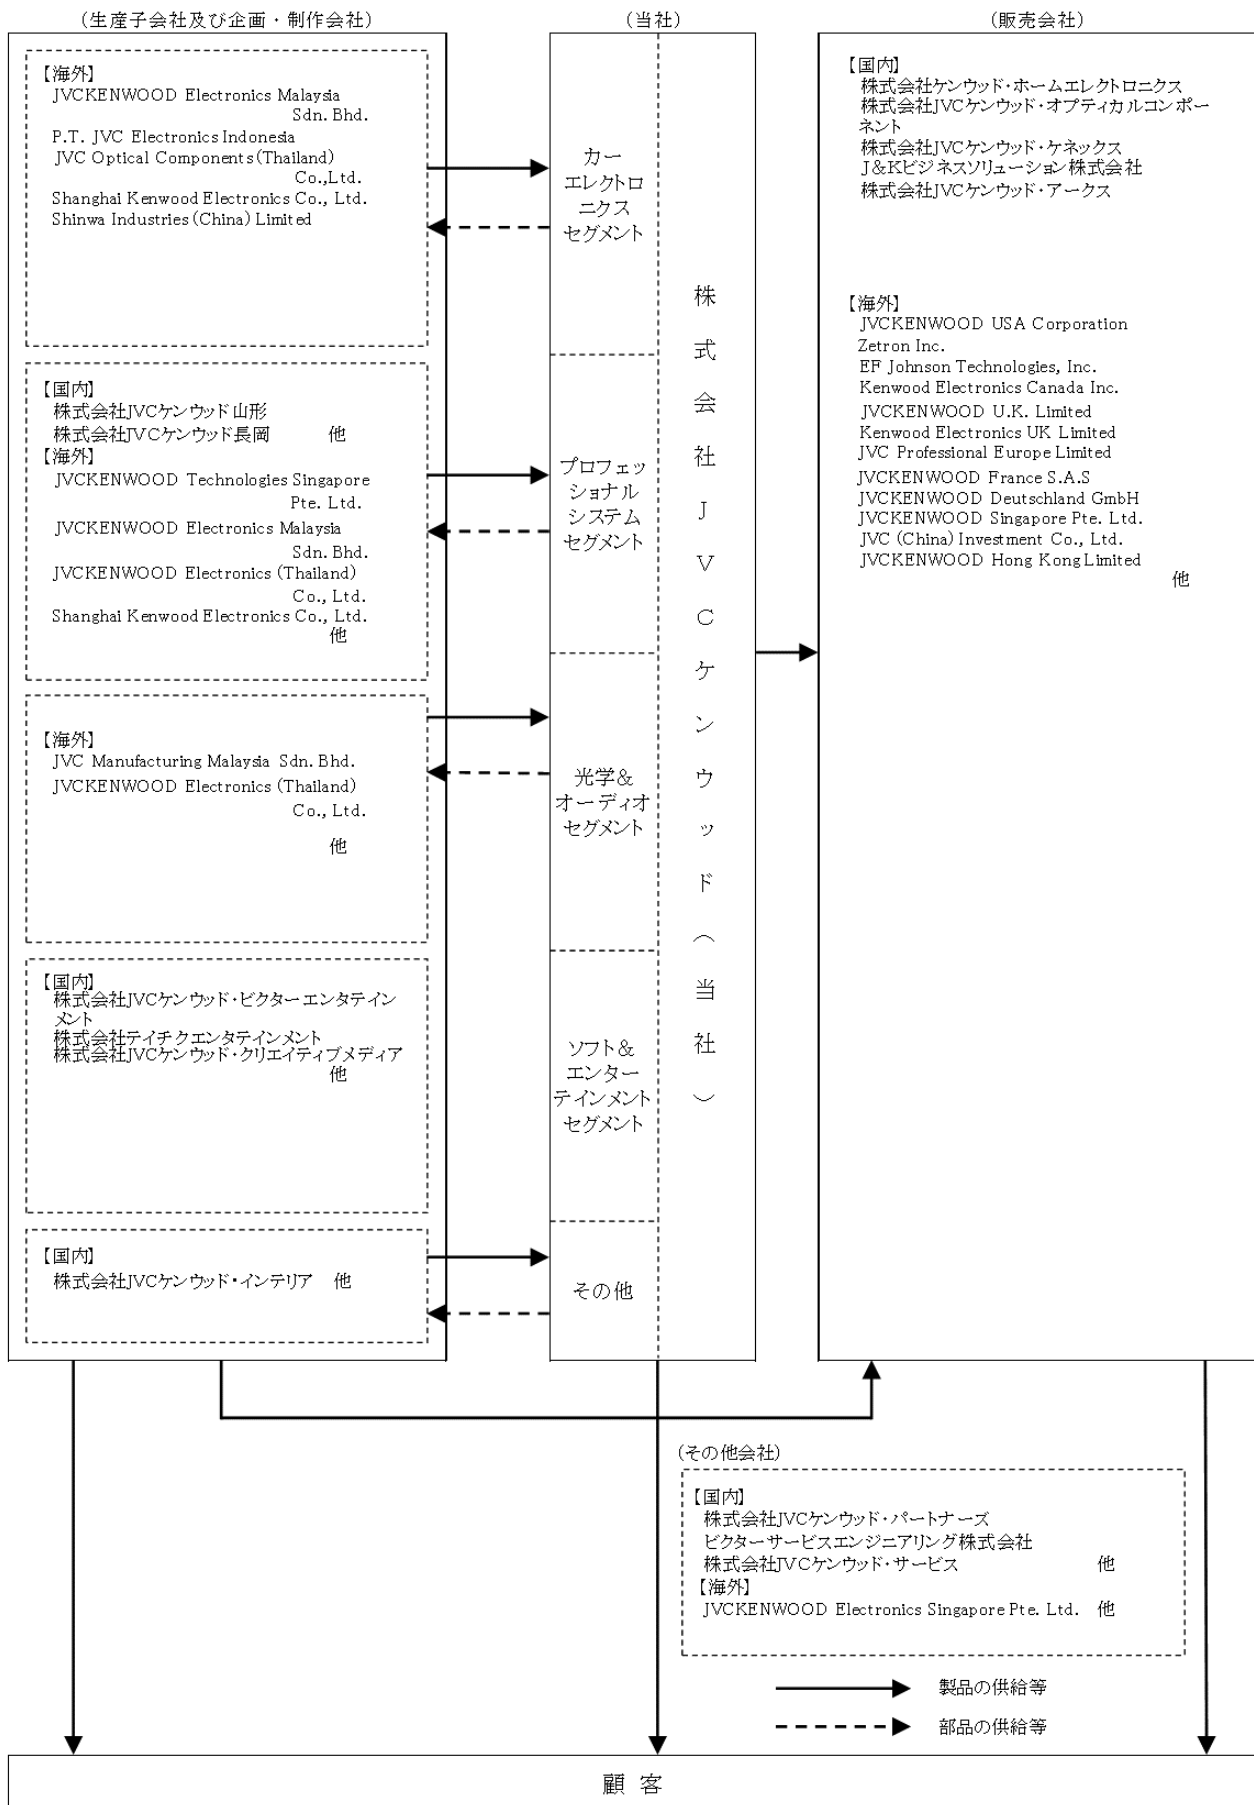 (生産子会社及び企画・制作会社)
【海外】
JVCKENWOOD Electronics Malaysia
Sdn. Bhd.
P.T. JVC Electronics Indonesia
JVC Optical Components(Thailand)
Co.,Ltd.
Shanghai Kenwood Electronics Co., Ltd.
Shinwa Industries (China) Limited
【国内】
株式会社JVCケンウッド山形
株式会社JVCケンウッド長岡 他
【海外】
JVCKENWOOD Technologies Singapore
Pte. Ltd.
JVCKENWOOD Electronics Malaysia
Sdn. Bhd.
JVCKENWOOD Electronics (Thailand)
Co., Ltd.
Shanghai Kenwood Electronics Co., Ltd.
他
【海外】
JVC Manufacturing Malaysia Sdn. Bhd.
JVCKENWOOD Electronics (Thailand)
Co., Ltd.
他
【国内】
株式会社JVCケンウッド・ビクターエンタテイン
メント
株式会社テイチクエンタテインメント
株式会社JVCケンウッド・クリエイティブメディア
他
【国内】
株式会社JVCケンウッド・インテリア 他
(当社)
カー
エレクトロ
ニクス
セグメント
プロフェッ
ショナル
システム
セグメント
光学&
オーディオ
セグメント
ソフト&
エンター
テインメント
セグメント
その他
株式会社JVCケンウッド(当社)
(販売会社)
【国内】
株式会社ケンウッド・ホームエレクトロニクス
株式会社JVCケンウッド・オプティカルコンポー
ネント
株式会社JVCケンウッド・ケネックス
J&Kビジネスソリューション株式会社
株式会社JVCケンウッド・アークス
【海外】
JVCKENWOOD USA Corporation
Zetron Inc.
EF Johnson Technologies, Inc.
Kenwood Electronics Canada Inc.
JVCKENWOOD U.K. Limited
Kenwood Electronics UK Limited
JVC Professional Europe Limited
JVCKENWOOD France S.A.S
JVCKENWOOD Deutschland GmbH
JVCKENWOOD Singapore Pte. Ltd.
JVC (China) Investment Co., Ltd.
JVCKENWOOD Hong Kong Limited
他
(その他会社)
【国内】
株式会社JVCケンウッド・パートナーズ
ビクターサービスエンジニアリング株式会社
株式会社JVCケンウッド・サービス 他
【海外】
JVCKENWOOD Electronics Singapore Pte. Ltd. 他
製品の供給等
部品の供給等
顧客